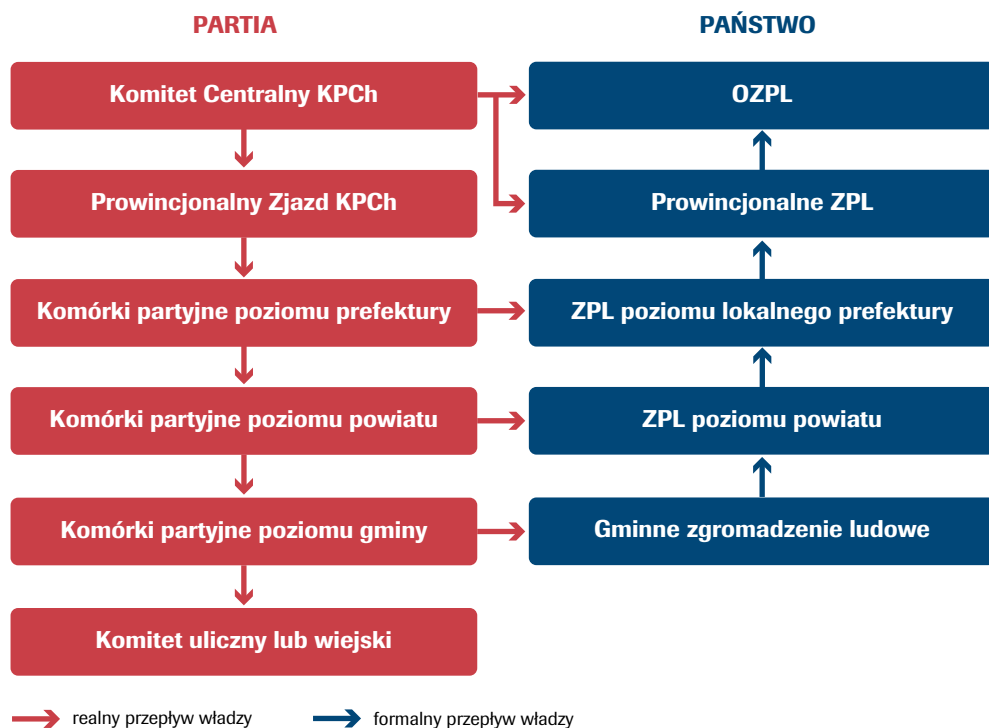 PARTIA
PAŃSTWO
Komitet Centralny KPCh
OZPL
Prowincjonalny Zjazd KPCh
Prowincjonalne ZPL
Komórki partyjne poziomu prefektury
ZPL poziomu lokalnego prefektury
Komórki partyjne poziomu powiatu
ZPL poziomu powiatu
Komórki partyjne poziomu gminy
Gminne zgromadzenie ludowe
Komitet uliczny lub wiejski
realny przepływ władzy
formalny przepływ władzy